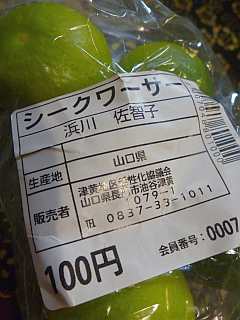 シークワーサー
浜川 佐智子
生産地 山口県
販売者
津黄地区活性化協議会
山口県長門市油谷津黄
079-1
TEL 0837-33-1011
100円
会員番号:0007